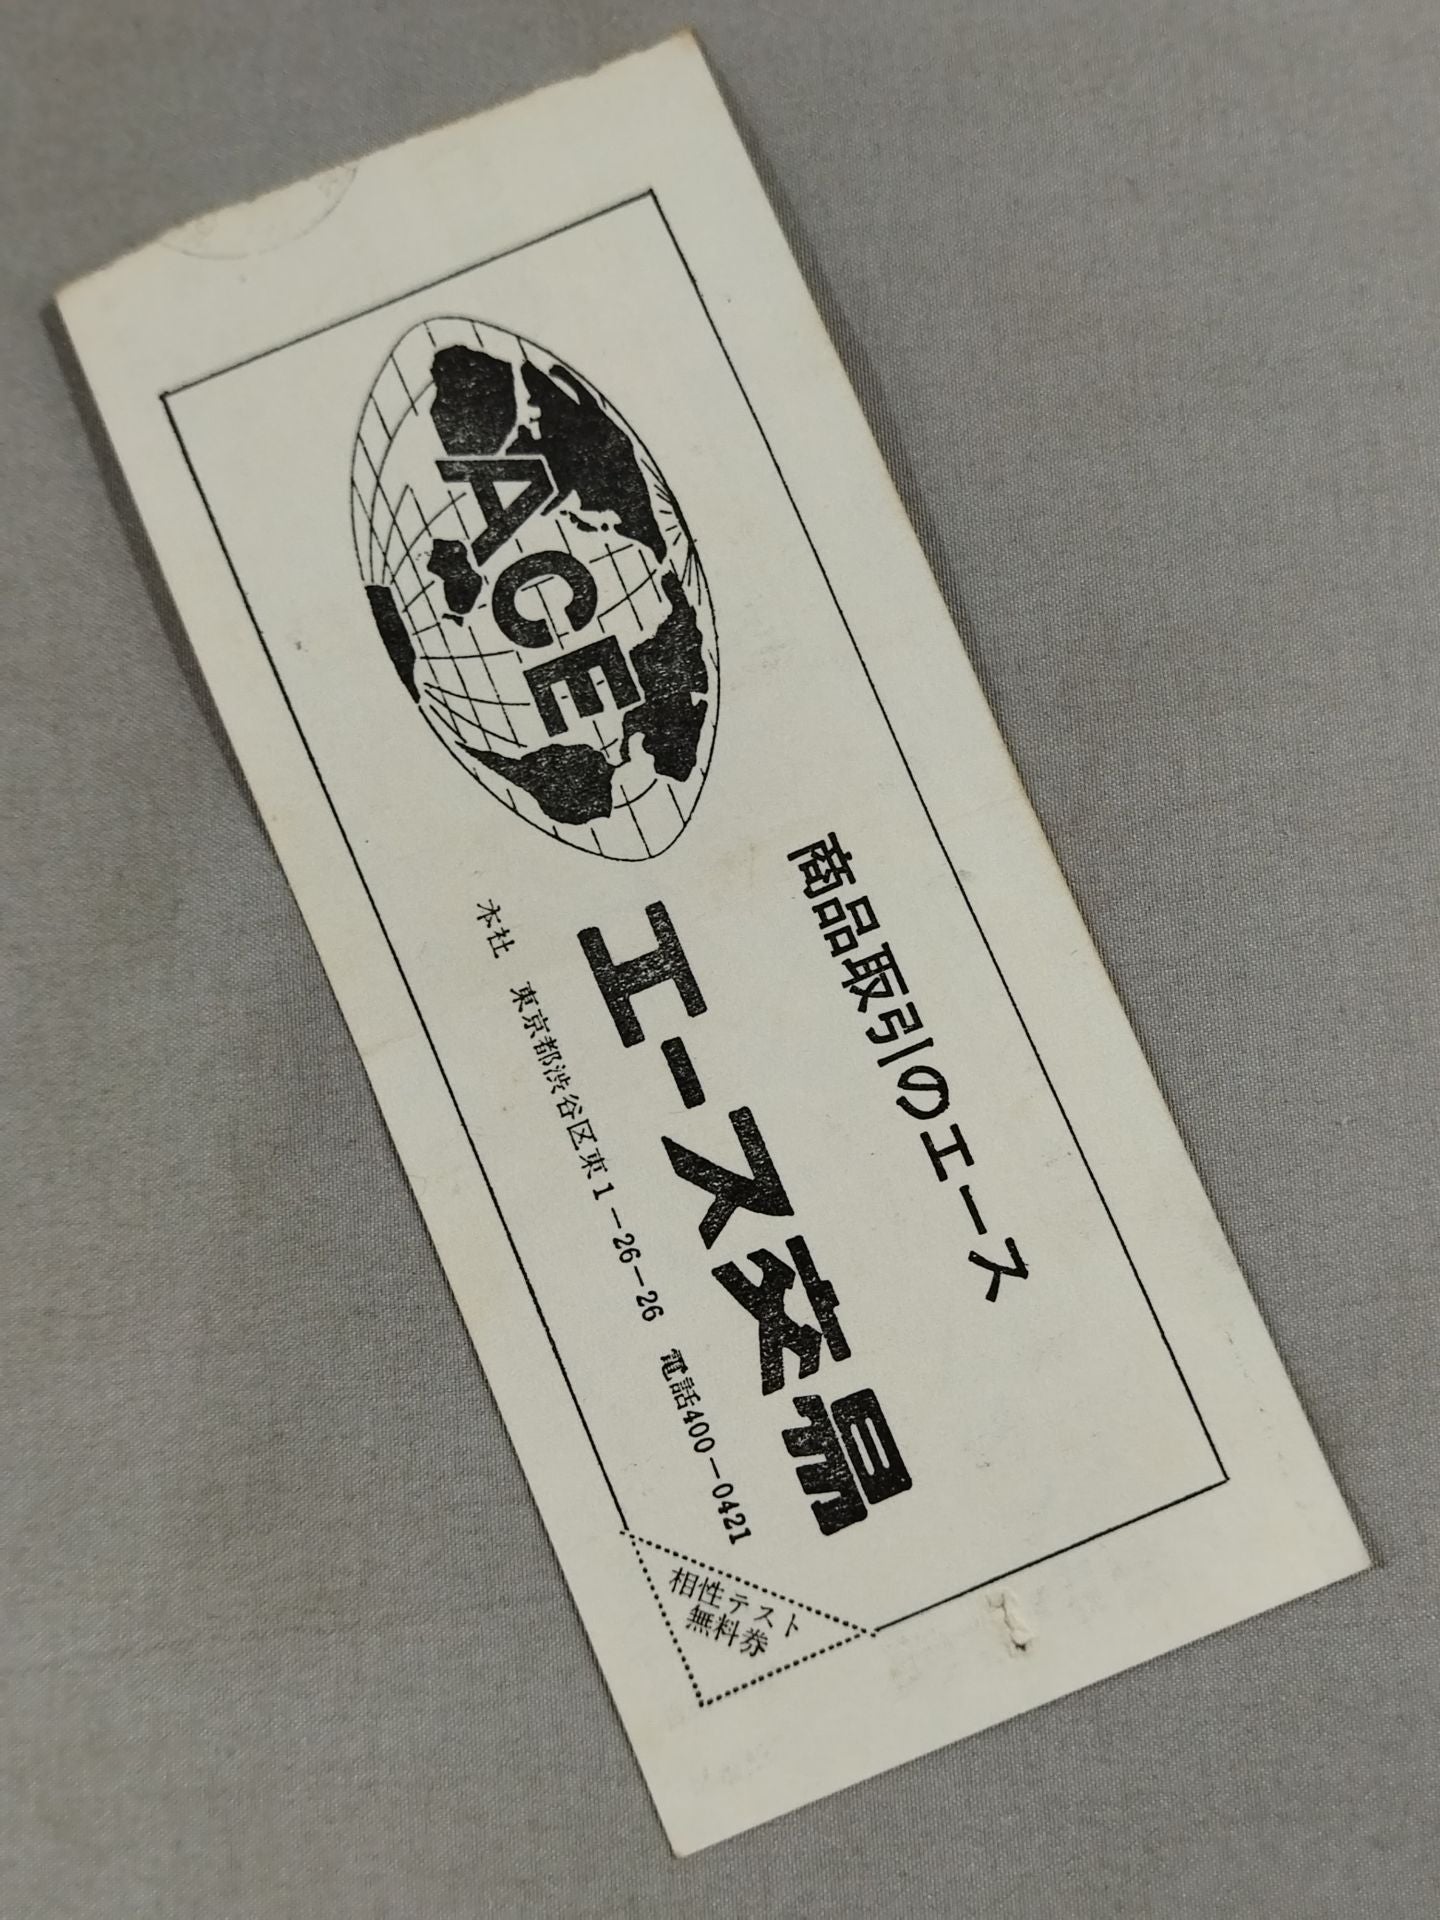 ACE
商品取引のエース
エース交易
本社 東京都渋谷区東1-26-26 電話400-0421
相性テスト
無料券